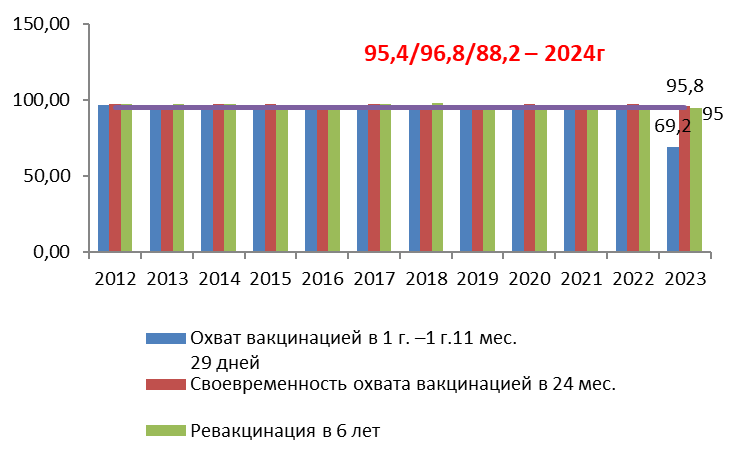 150,00
95,4/96,8/88,2 – 2024г
95,8
100,00
95
69,2
50,00
0,00
2012 2013 2014 2015 2016 2017 2018 2019 2020 2021 2022 2023
Охват вакцинацией в 1 г. –1 г.11 мес.
29 дней
Своевременность охвата вакцинацией в 24 мес.
Ревакцинация в 6 лет